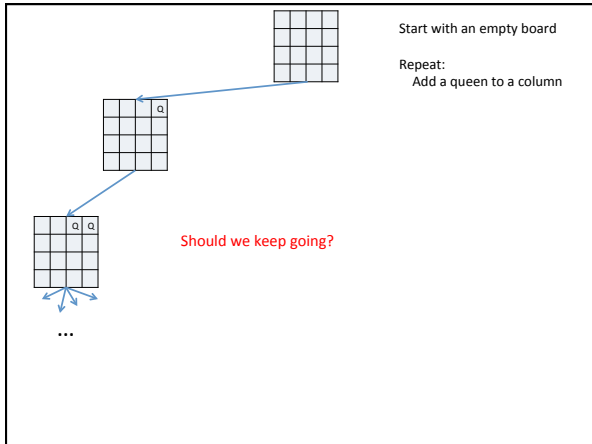 Start with an empty board
Repeat:
Add a queen to a column
Q
Q Q
Should we keep going?
...